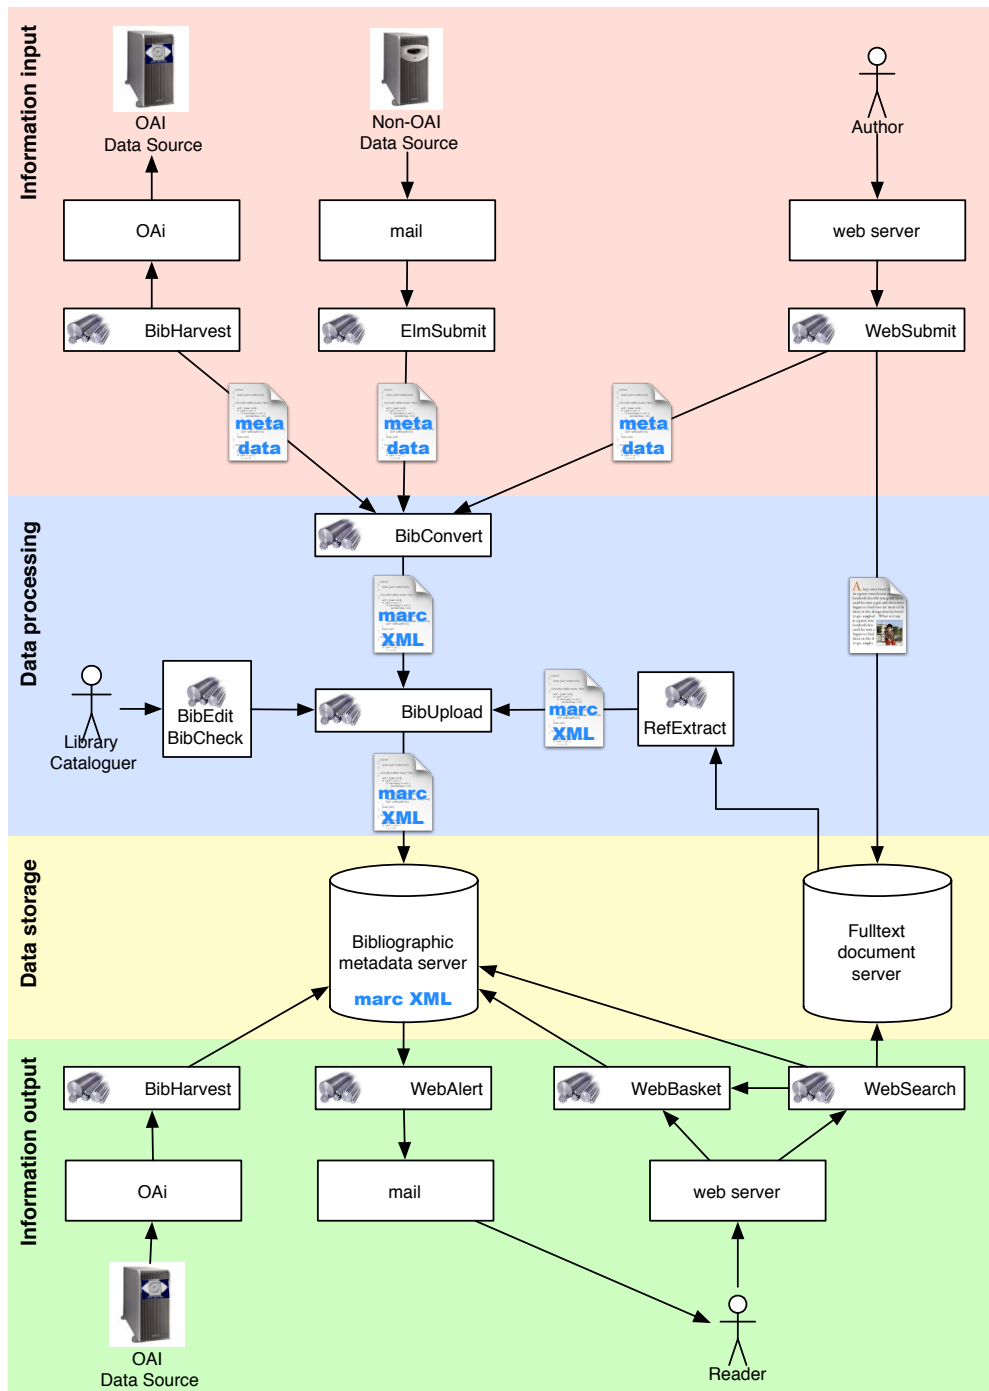 Information input
OAI
Data Source
Non-OAI
Data Source
Author
OAi
mail
web server
BibHarvest
ElmSubmit
WebSubmit
meta
data
meta
data
meta
data
Data processing
BibConvert
marc
XML
Library
Cataloguer
BibEdit
BibCheck
BibUpload
marc
XML
RefExtract
marc
XML
Data storage
Bibliographic
metadata server
marc XML
Fulltext
document
server
Information output
BibHarvest
WebAlert
WebBasket
WebSearch
OAi
mail
web server
OAI
Data Source
Reader